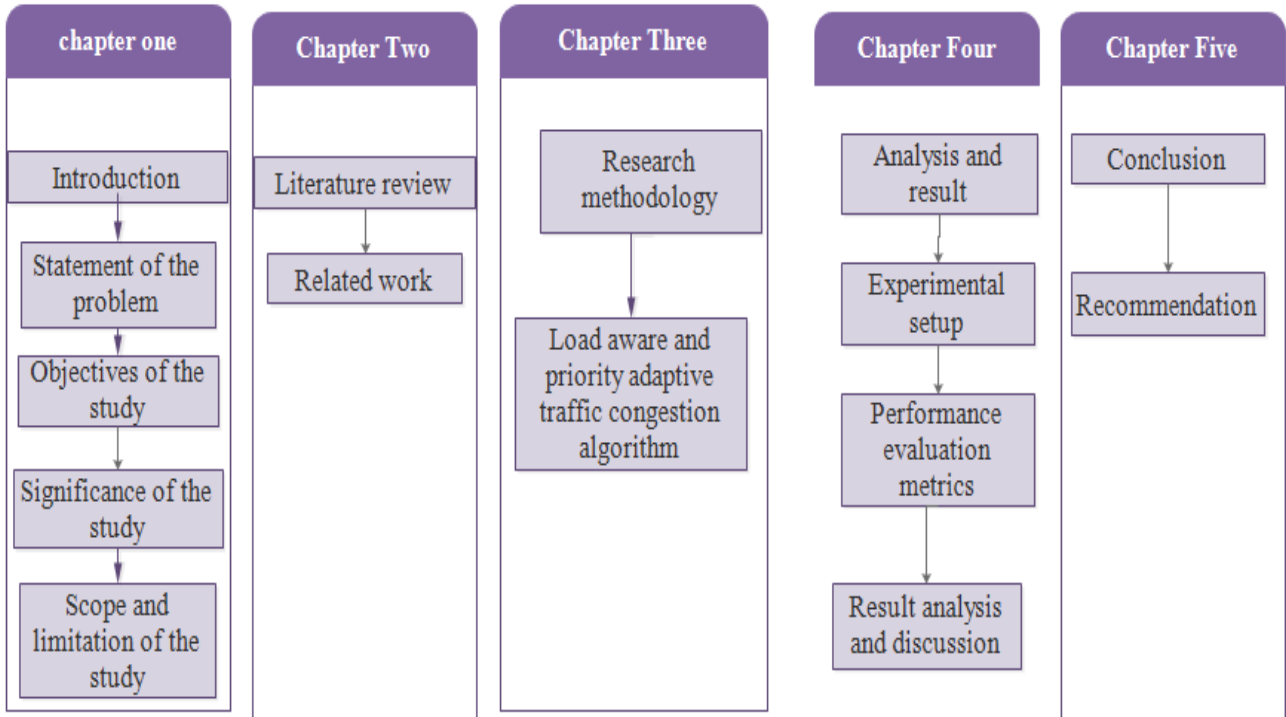 chapter one
Introduction
Statement of the
problem
Objectives of the
study
Significance of the
study
Scope and
limitation of the
study
Chapter Two
Literature review
Related work
Chapter Three
Research
methodology
Load aware and
priority adaptive
traffic congestion
algorithm
Chapter Four
Analysis and
result
Experimental
setup
Performance
evaluation
metrics
Result analysis
and discussion
Chapter Five
Conclusion
Recommendation